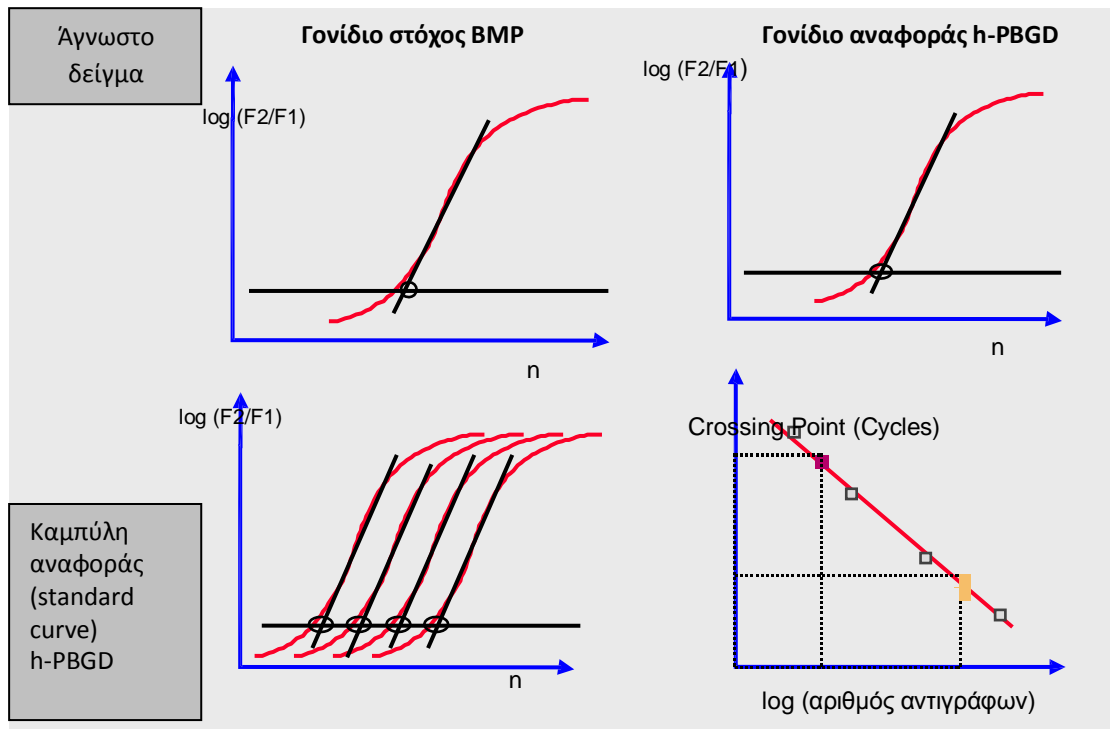 Άγνωστο
δείγμα
Γονίδιο στόχος BMP
Γονίδιο αναφοράς h-PBGD
log (F2/F1)
log (F2/F1)
n
n
log (F2/F1)
Crossing Point (Cycles)
Καμπύλη
αναφοράς
(standard
curve)
h-PBGD
n
log (αριθμός αντιγράφων)